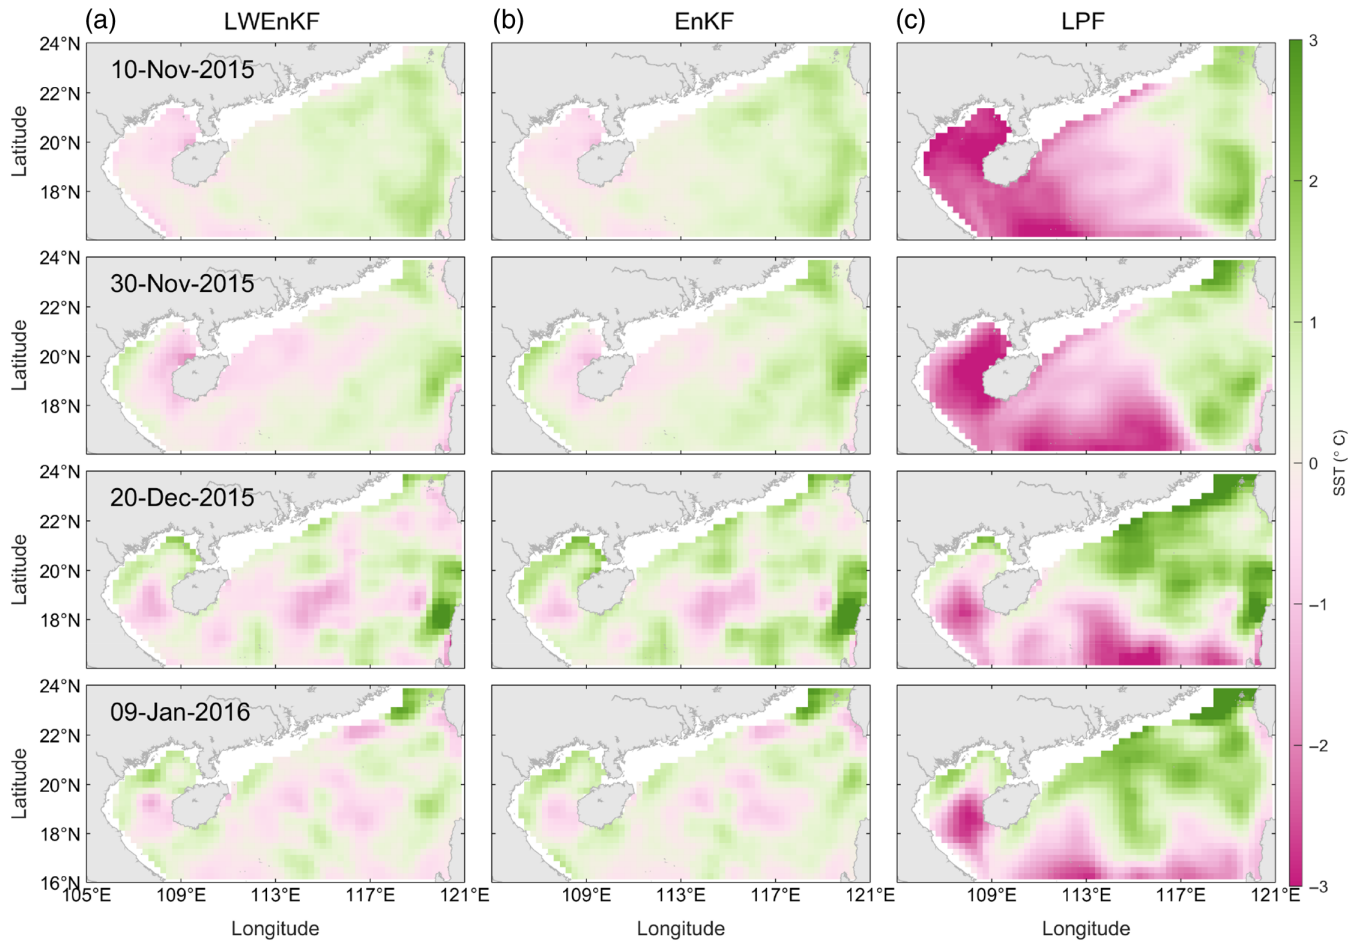 (a) LWEnKF (b) EnKF (c) LPF
24°N 3
10-Nov-2015
22°N
Latitude
20°N
18°N 2
24°N
30-Nov-2015
22°N 1
Latitude
20°N
18°N
SST (° C)
0
24°N
20-Dec-2015
22°N
Latitude
20°N
−1
18°N
24°N
09-Jan-2016
22°N −2
Latitude
20°N
18°N
16°N −3
105°E 109°E 113°E 117°E 121°E 109°E 113°E 117°E 121°E 109°E 113°E 117°E 121°E
Longitude Longitude Longitude